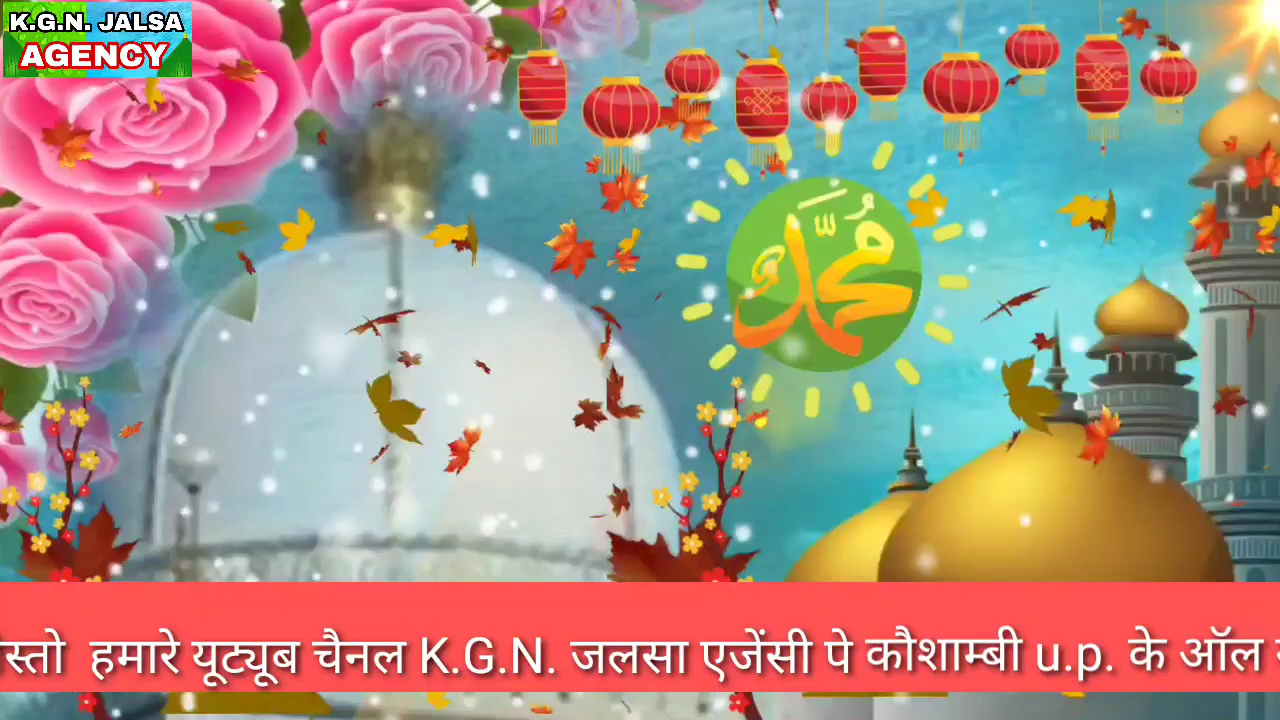 K.G.N. JALSA
AGENCY
مُحَمَّد
स्तो हमारे यूट्यूब चैनल K.G.N. जलसा एजेंसी पे कौशाम्बी u.p. के ऑल